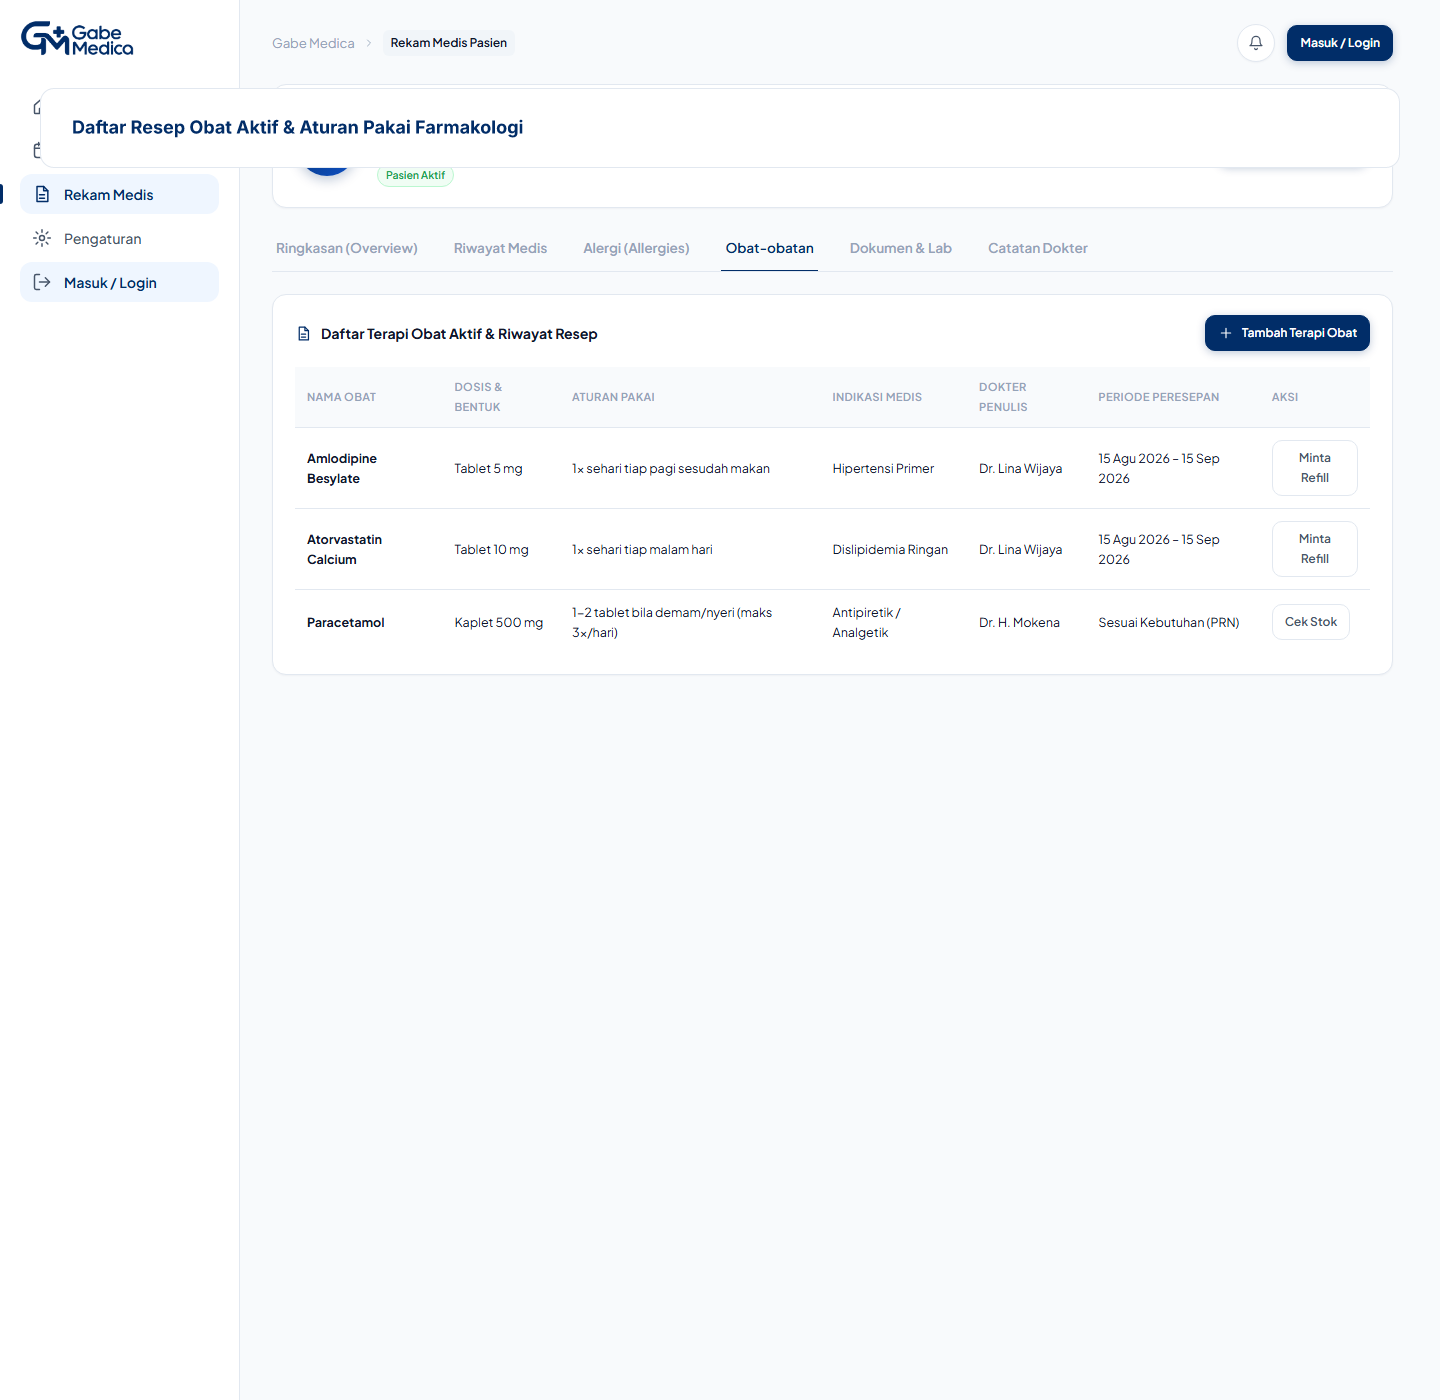 Gabe
Medica
Gabe Medica > Rekam Medis Pasien
Masuk / Login
Daftar Resep Obat Aktif & Aturan Pakai Farmakologi
Pasien Aktif
Rekam Medis
Pengaturan
Masuk / Login
Ringkasan (Overview) Riwayat Medis Alergi (Allergies) Obat-obatan Dokumen & Lab Catatan Dokter
Daftar Terapi Obat Aktif & Riwayat Resep
+ Tambah Terapi Obat
NAMA OBAT
DOSIS &
BENTUK
ATURAN PAKAI
INDIKASI MEDIS
DOKTER
PENULIS
PERIODE PERESEPAN
AKSI
Amlodipine
Besylate
Tablet 5 mg
1x sehari tiap pagi sesudah makan
Hipertensi Primer
Dr. Lina Wijaya
15 Agu 2026 – 15 Sep
2026
Minta
Refill
Atorvastatin
Calcium
Tablet 10 mg
1x sehari tiap malam hari
Dislipidemia Ringan
Dr. Lina Wijaya
15 Agu 2026 – 15 Sep
2026
Minta
Refill
Paracetamol
Kaplet 500 mg
1–2 tablet bila demam/nyeri (maks
3x/hari)
Antipiretik /
Analgetik
Dr. H. Mokena
Sesuai Kebutuhan (PRN)
Cek Stok